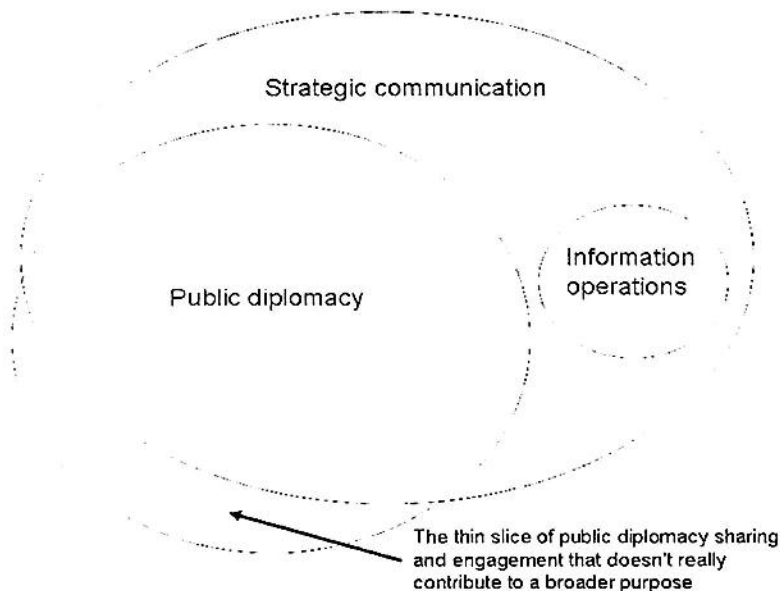 Strategic communication
Information
operations
Public diplomacy
The thin slice of public diplomacy sharing
and engagement that doesn't really
contribute to a broader purpose